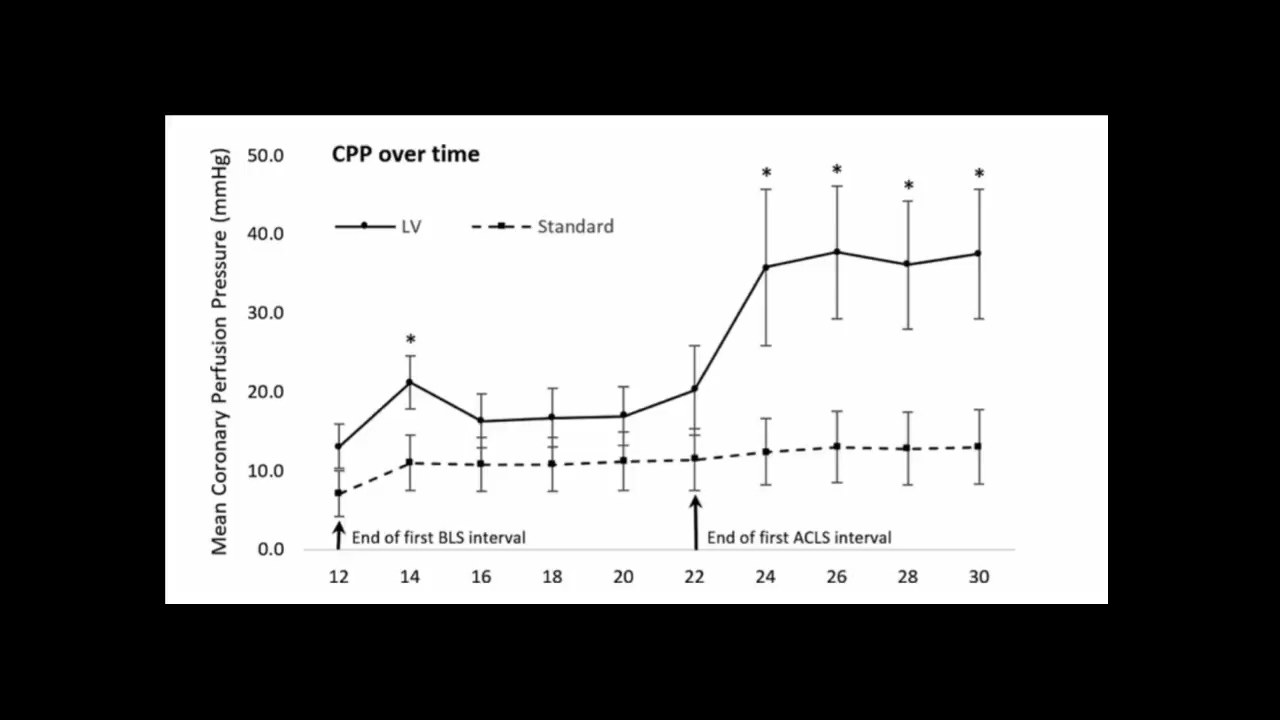 CPP over time
Mean Coronary Perfusion Pressure (mmHg)
50.0
40.0
30.0
20.0
10.0
0.0
LV Standard
*
* * * *
End of first BLS interval End of first ACLS interval
12 14 16 18 20 22 24 26 28 30